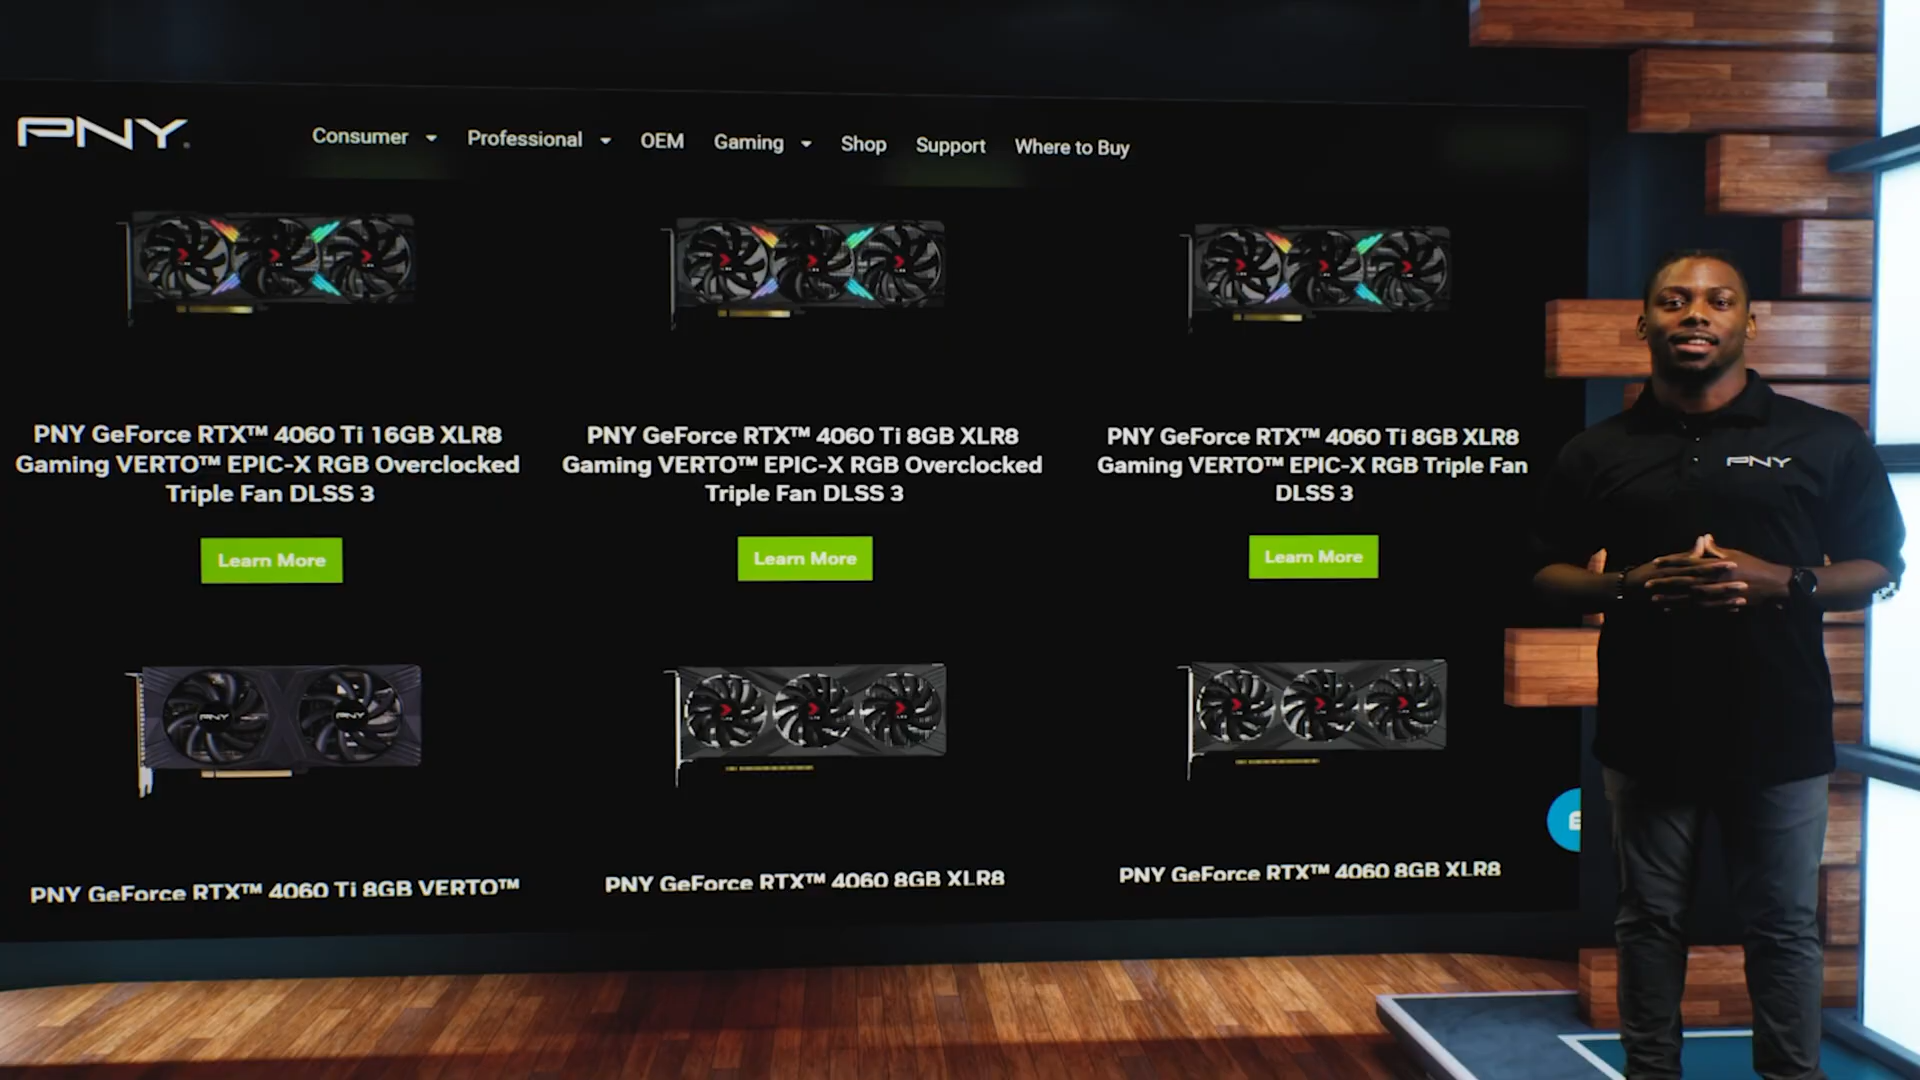 PNY
Consumer Professional OEM Gaming Shop Support Where to Buy
PNY GeForce RTX™ 4060 Ti 16GB XLR8
Gaming VERTO™ EPIC-X RGB Overclocked
Triple Fan DLSS 3
Learn More
PNY GeForce RTX™ 4060 Ti 8GB XLR8
Gaming VERTO™ EPIC-X RGB Overclocked
Triple Fan DLSS 3
Learn More
PNY GeForce RTX™ 4060 Ti 8GB XLR8
Gaming VERTO™ EPIC-X RGB Triple Fan
DLSS 3
Learn More
PNY
PNY
PNY
PNY GeForce RTX™ 4060 Ti 8GB VERTO™
PNY GeForce RTX™ 4060 8GB XLR8
PNY GeForce RTX™ 4060 8GB XLR8